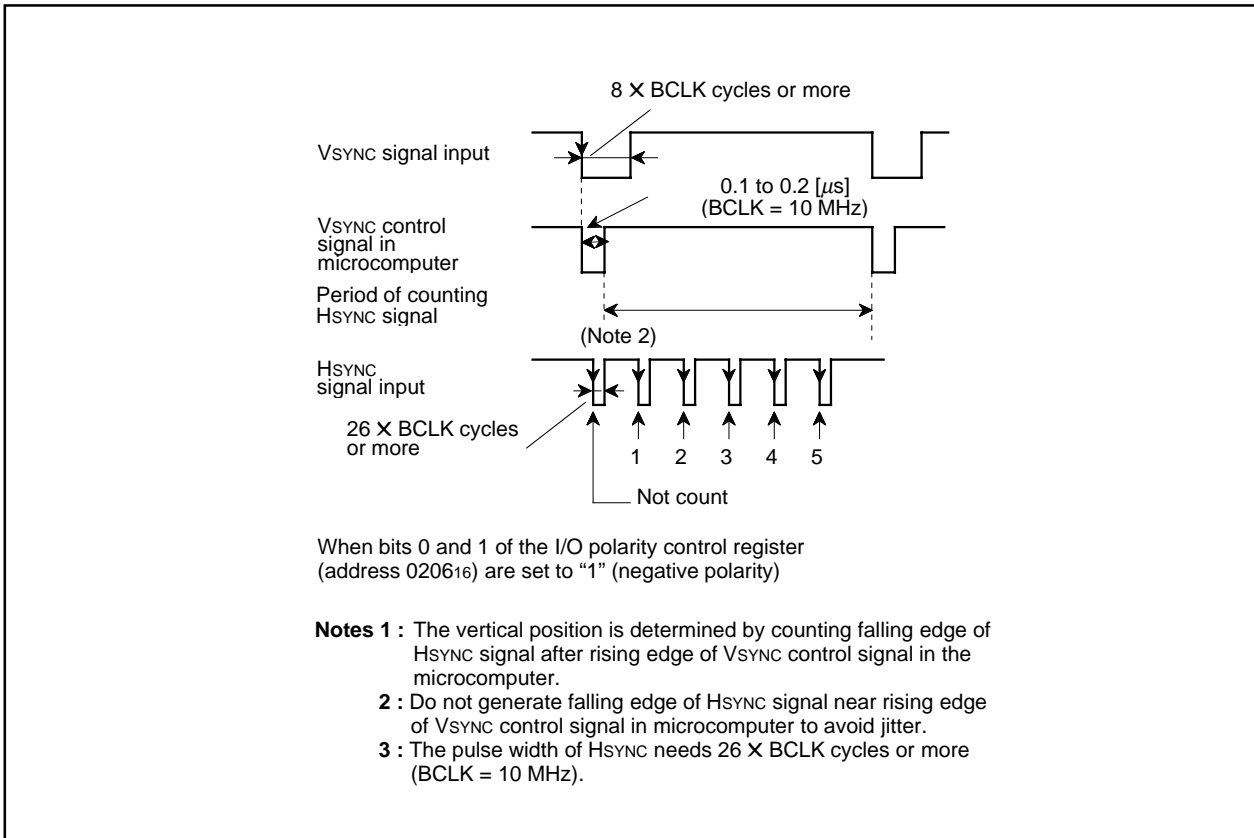 8 X BCLK cycles or more
VSYNC signal input
0.1 to 0.2 [μs]
(BCLK = 10 MHz)
VSYNC control
signal in
microcomputer
Period of counting
HSYNC signal
(Note 2)
HSYNC
signal input
26 X BCLK cycles
or more
1 2 3 4 5
Not count
When bits 0 and 1 of the I/O polarity control register
(address 020616) are set to “1” (negative polarity)
Notes 1 : The vertical position is determined by counting falling edge of
HSYNC signal after rising edge of VSYNC control signal in the
microcomputer.
2 : Do not generate falling edge of HSYNC signal near rising edge
of VSYNC control signal in microcomputer to avoid jitter.
3 : The pulse width of HSYNC needs 26 X BCLK cycles or more
(BCLK = 10 MHz).